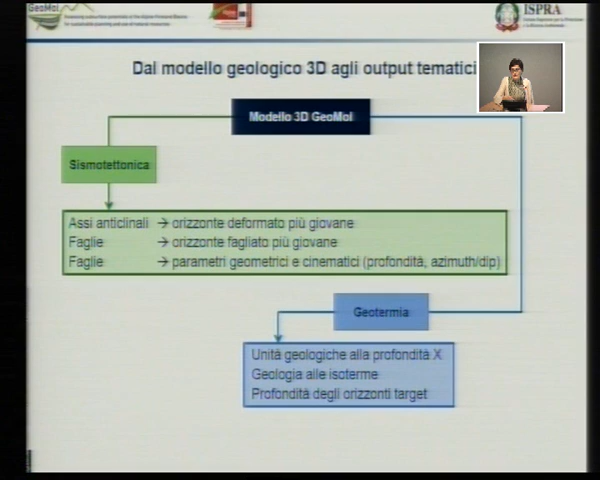 GeoMol
ISPRA
Dal modello geologico 3D agli output tematici
Modello 3D GeoMol
Sismotettonica
Assi anticlinali → orizzonte deformato più giovane
Faglie → orizzonte fagliato più giovane
Faglie → parametri geometrici e cinematici (profondità, azimuth/dip)
Geotermia
Unità geologiche alla profondità X
Geologia alle isoterme
Profondità degli orizzonti target